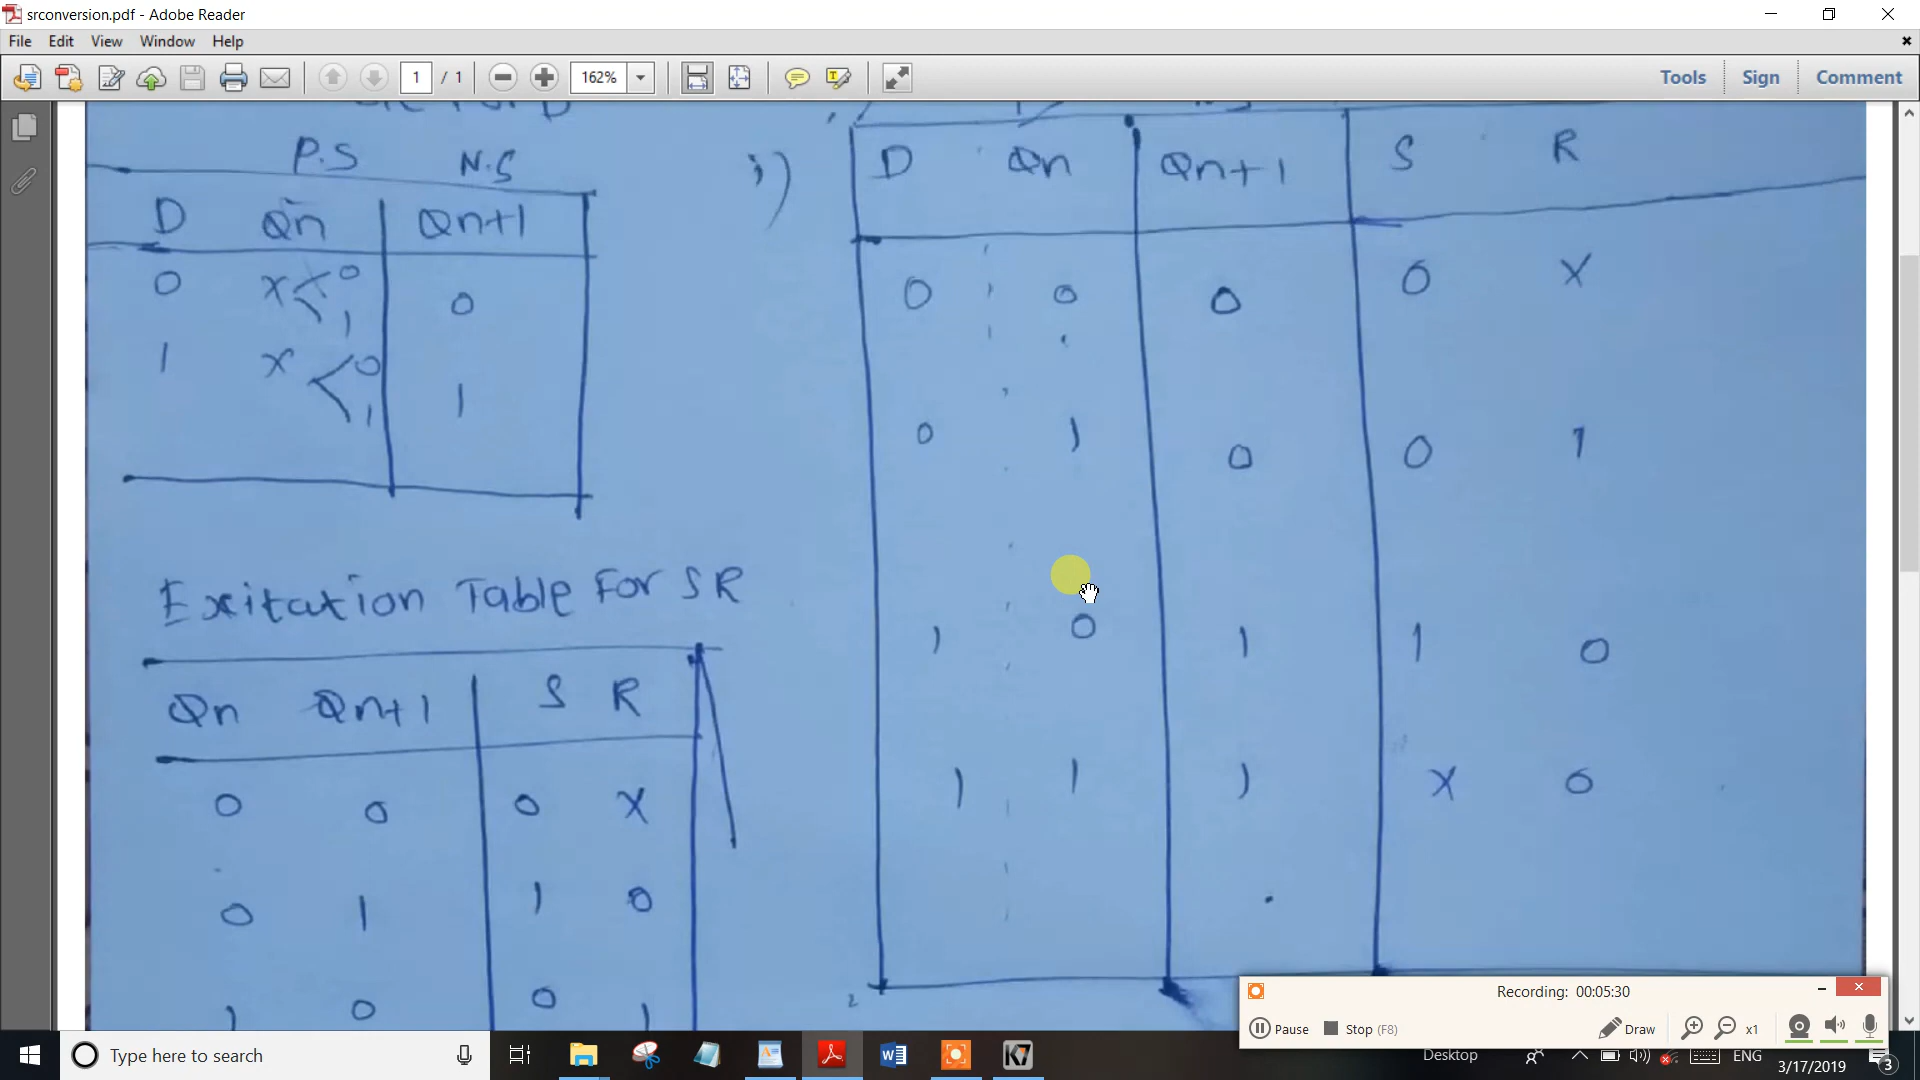 srconversion.pdf - Adobe Reader
File Edit View Window Help
1 / 1 162% Tools Sign Comment
P.S N.S
D Qn Qn+1
0 x 0 1 0
1 x 0 1 1
Exitation Table For SR
Qn Qn+1 S R
0 0 0 X
0 1 1 0
1 0 0 1
D Qn Qn+1 S R
0 0 0 0 X
0 1 0 0 1
1 0 1 1 0
1 1 1 X 0
Recording: 00:05:30
Pause Stop (F8) Draw x1
Type here to search
Desktop ENG
3/17/2019 3